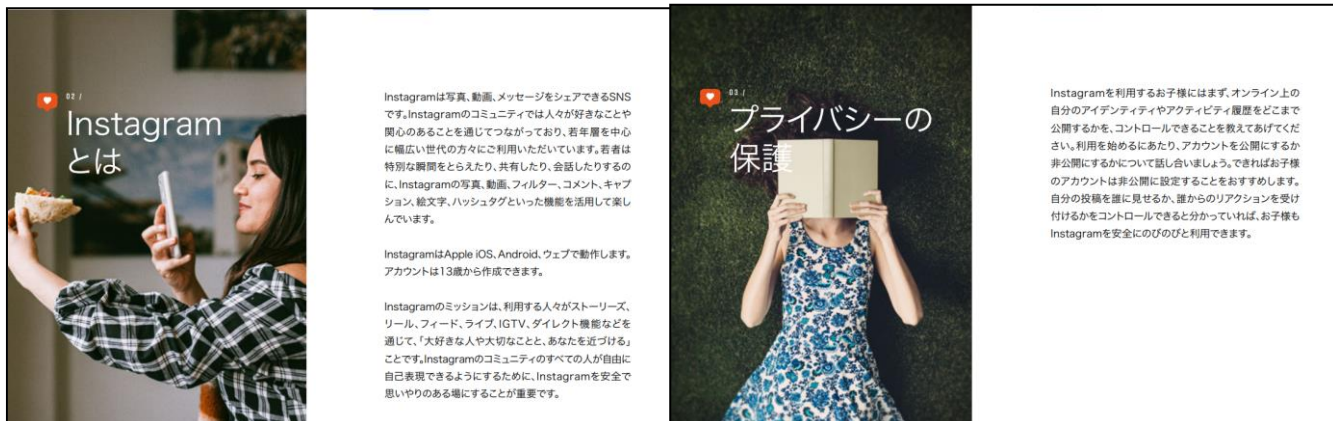 02 /
Instagram
とは
Instagramは写真、動画、メッセージをシェアできるSNS
です。Instagramのコミュニティでは人々が好きなことや
関心のあることを通じてつながっており、若年層を中心
に幅広い世代の方々にご利用いただいています。若者は
特別な瞬間をとらえたり、共有したり、会話したりするの
に、Instagramの写真、動画、フィルター、コメント、キャプ
ション、絵文字、ハッシュタグといった機能を活用して楽し
んでいます。
InstagramはApple iOS、Android、ウェブで動作します。
アカウントは13歳から作成できます。
Instagramのミッションは、利用する人々がストーリーズ、
リール、フィード、ライブ、IGTV、ダイレクト機能などを
通じて、「大好きな人や大切なことと、あなたを近づける」
ことです。Instagramのコミュニティのすべての人が自由に
自己表現できるようにするために、Instagramを安全で
思いやりのある場にすることが重要です。
03 /
プライバシーの
保護
Instagramを利用するお子様にはまず、オンライン上の
自分のアイデンティティやアクティビティ履歴をどこまで
公開するかを、コントロールできることを教えてあげてくだ
さい。利用を始めるにあたり、アカウントを公開にするか
非公開にするかについて話し合いましょう。できればお子様
のアカウントは非公開に設定することをおすすめします。
自分の投稿を誰に見せるか、誰からのリアクションを受け
付けるかをコントロールできると分かっていれば、お子様も
Instagramを安全にのびのびと利用できます。